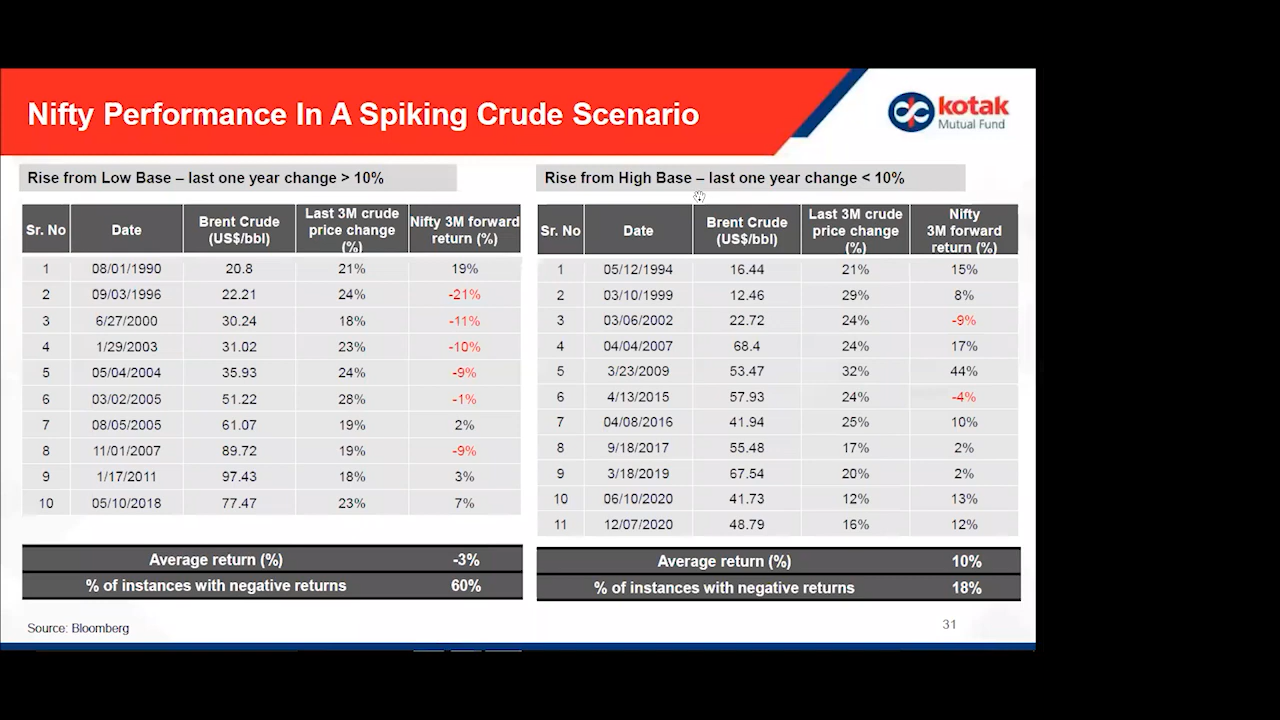 Nifty Performance In A Spiking Crude Scenario
kotak
Mutual Fund
Rise from Low Base – last one year change > 10%
Sr. No Date Brent Crude (US$/bbl) Last 3M crude price change (%) Nifty 3M forward return (%)
1 08/01/1990 20.8 21% 19%
2 09/03/1996 22.21 24% -21%
3 6/27/2000 30.24 18% -11%
4 1/29/2003 31.02 23% -10%
5 05/04/2004 35.93 24% -9%
6 03/02/2005 51.22 28% -1%
7 08/05/2005 61.07 19% 2%
8 11/01/2007 89.72 19% -9%
9 1/17/2011 97.43 18% 3%
10 05/10/2018 77.47 23% 7%
Average return (%) -3%
% of instances with negative returns 60%
Rise from High Base – last one year change < 10%
Sr. No Date Brent Crude (US$/bbl) Last 3M crude price change (%) Nifty 3M forward return (%)
1 05/12/1994 16.44 21% 15%
2 03/10/1999 12.46 29% 8%
3 03/06/2002 22.72 24% -9%
4 04/04/2007 68.4 24% 17%
5 3/23/2009 53.47 32% 44%
6 4/13/2015 57.93 24% -4%
7 04/08/2016 41.94 25% 10%
8 9/18/2017 55.48 17% 2%
9 3/18/2019 67.54 20% 2%
10 06/10/2020 41.73 12% 13%
11 12/07/2020 48.79 16% 12%
Average return (%) 10%
% of instances with negative returns 18%
Source: Bloomberg
31